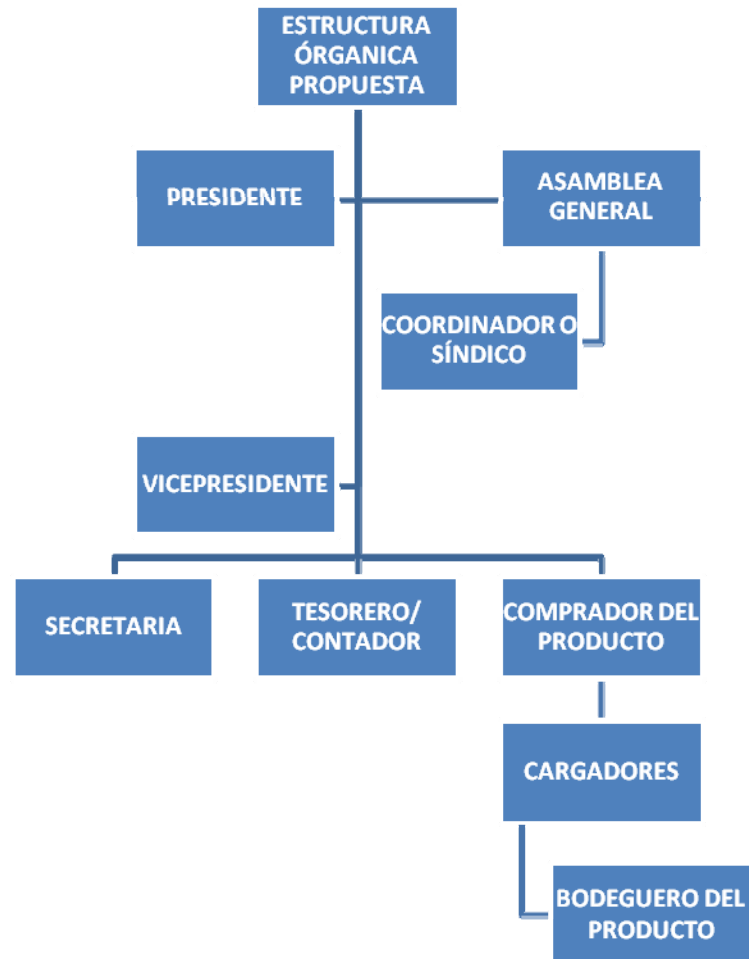 ESTRUCTURA
ÓRGANICA
PROPUESTA
PRESIDENTE
ASAMBLEA
GENERAL
COORDINADOR O
SÍNDICO
VICEPRESIDENTE
SECRETARIA
TESORERO/
CONTADOR
COMPRADOR DEL
PRODUCTO
CARGADORES
BODEGUERO DEL
PRODUCTO